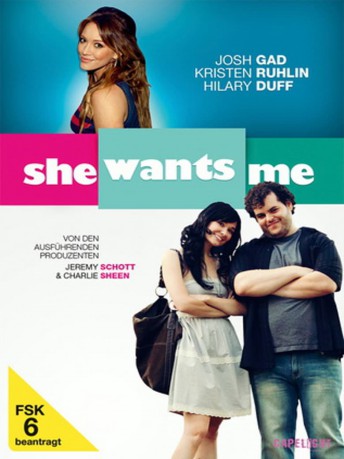 JOSH GAD
KRISTEN RUHLIN
HILARY DUFF
she wants me
VON DEN
AUSFÜHRENDEN
PRODUZENTEN
JEREMY SCHOTT
& CHARLIE SHEEN
FSK
6
beantragt
CAPELIGHT